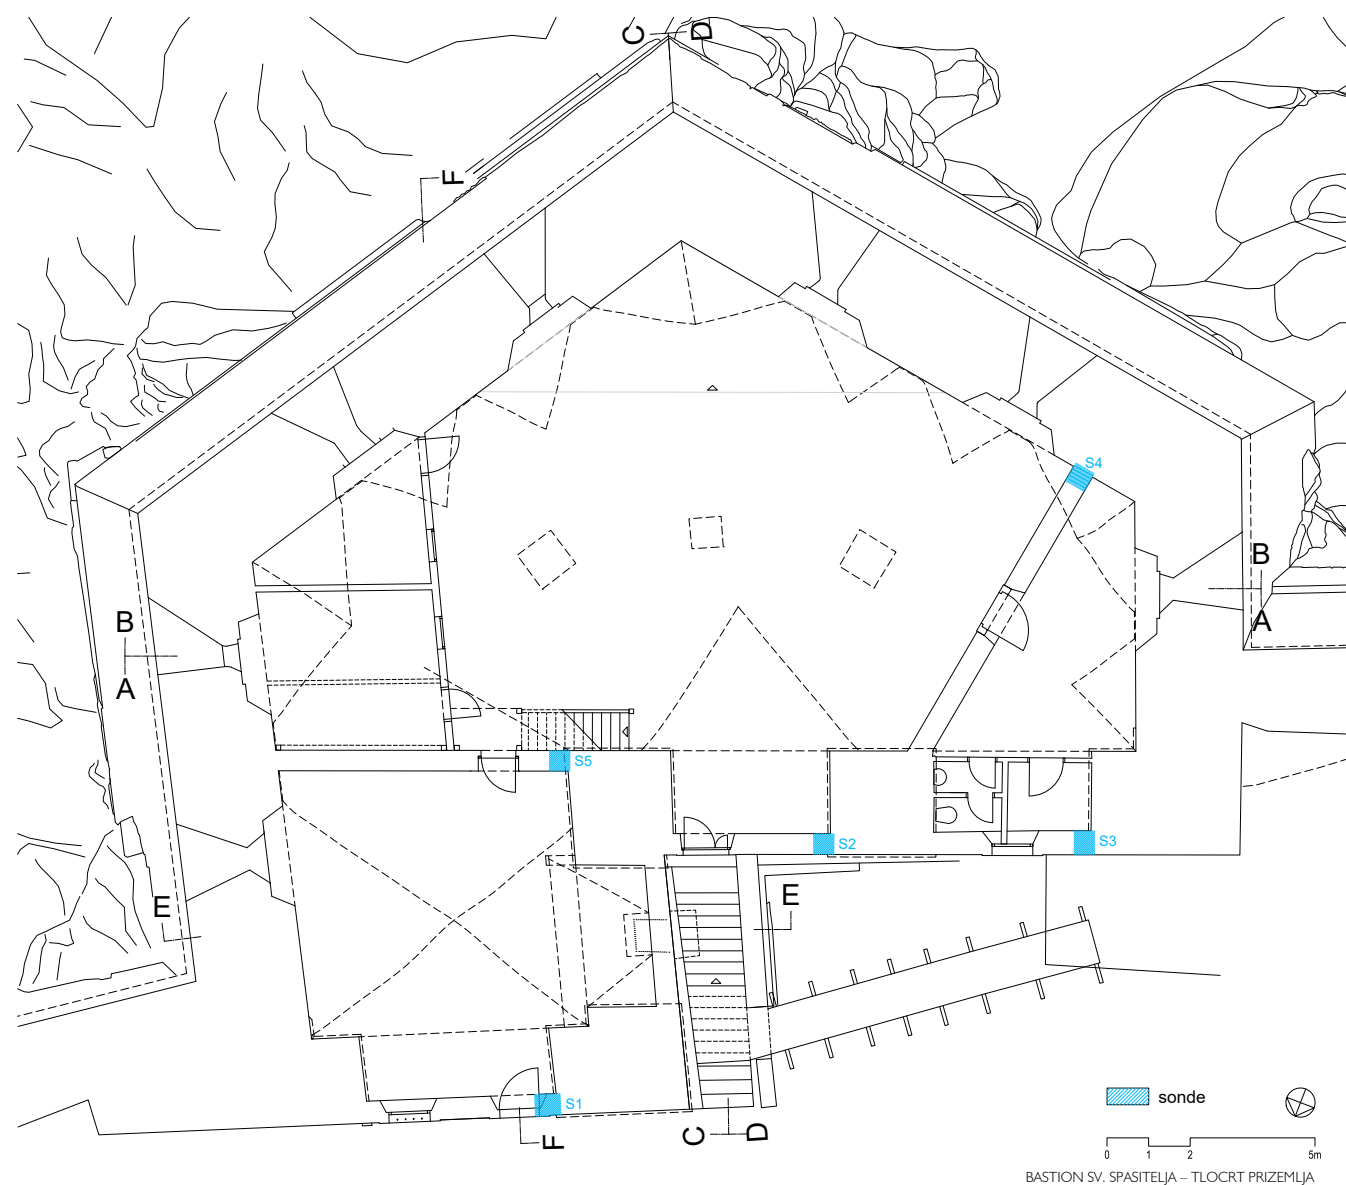 C D
F
S4
B
A
B
A
S5
S2
S3
E
E
S1
F
C D
sonde
0 1 2 5m
BASTION SV. SPASITELJA – TLOCRT PRIZEMLJA